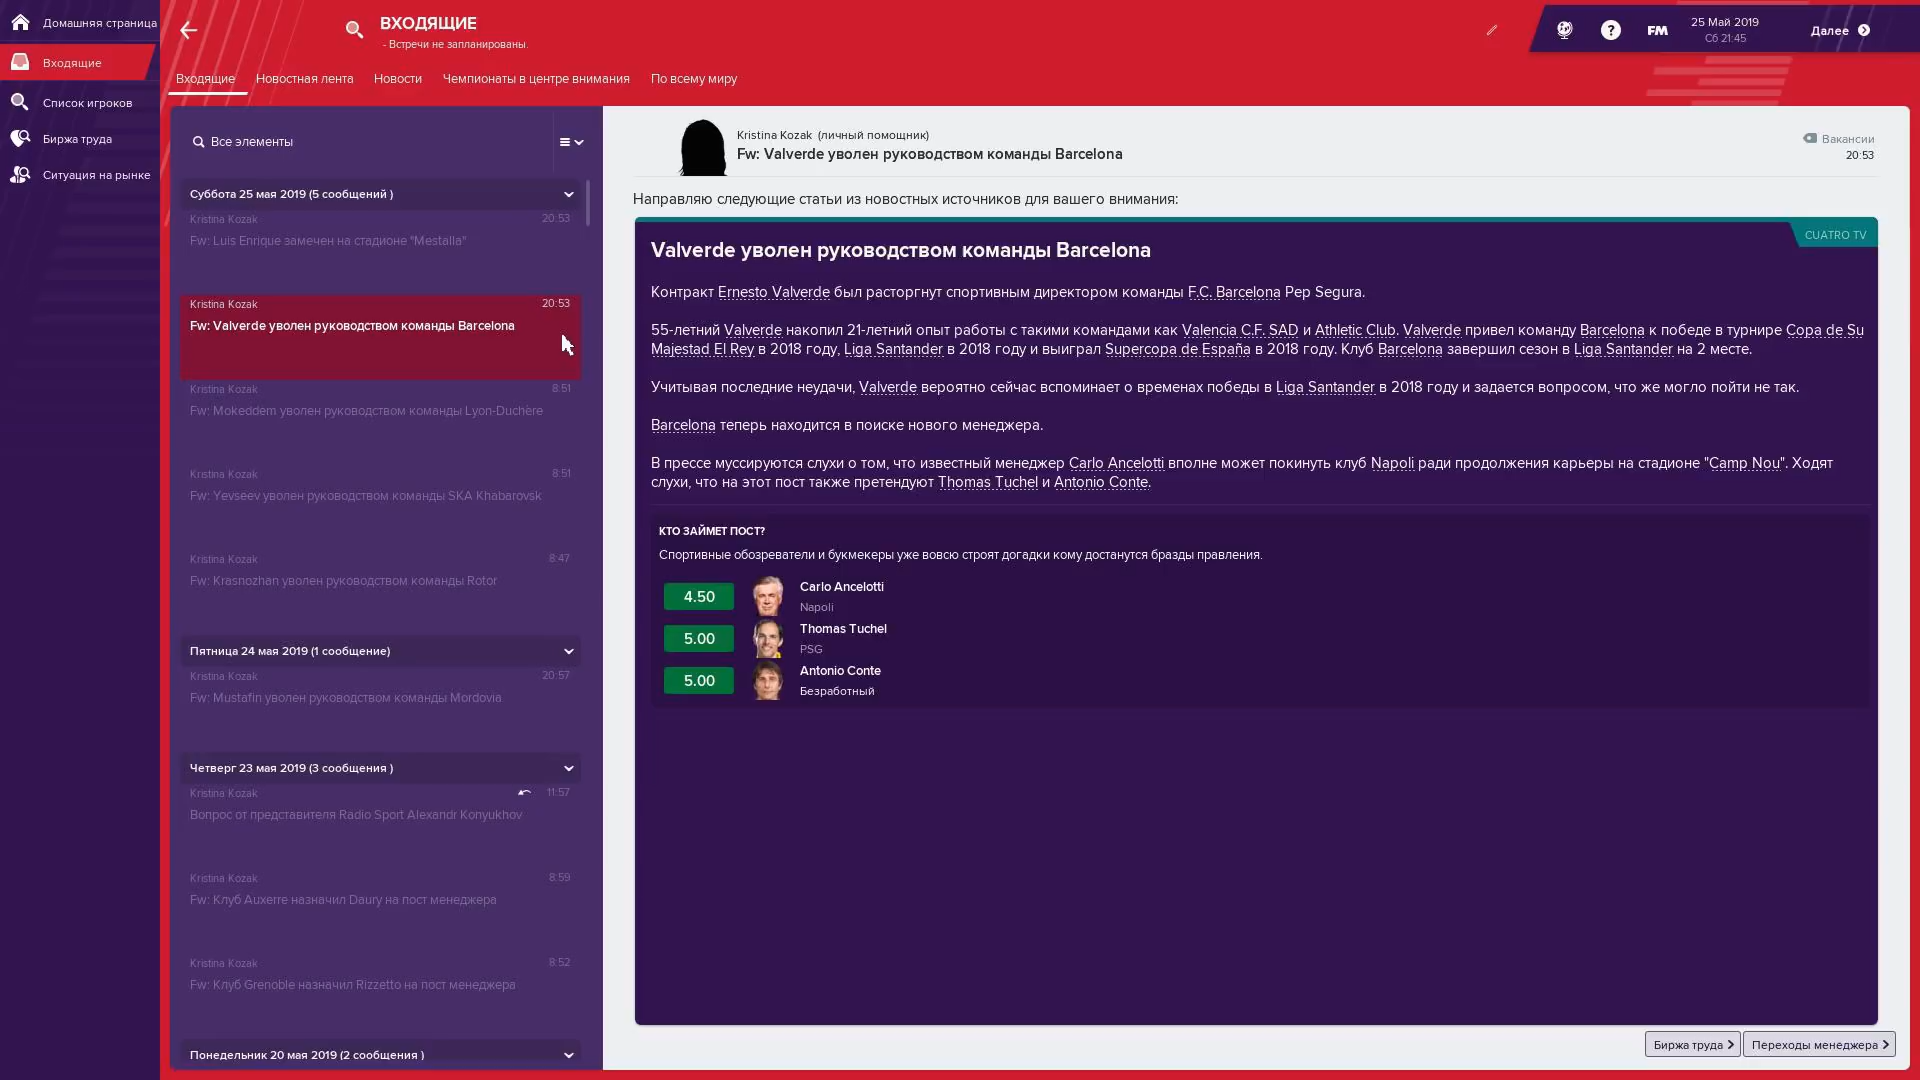 Домашняя страница
Входящие
Список игроков
Биржа труда
Ситуация на рынке
ВХОДЯЩИЕ
- Встречи не запланированы.
?
FM
25 Май 2019
Сб 21:45
Далее
Входящие
Новостная лента
Новости
Чемпионаты в центре внимания
По всему миру
Все элементы
Суббота 25 мая 2019 (5 сообщений )
Kristina Kozak 20:53
Fw: Luis Enrique замечен на стадионе "Mestalla"
Kristina Kozak 20:53
Fw: Valverde уволен руководством команды Barcelona
Kristina Kozak 8:51
Fw: Mokeddem уволен руководством команды Lyon-Duchère
Kristina Kozak 8:51
Fw: Yevseev уволен руководством команды SKA Khabarovsk
Kristina Kozak 8:47
Fw: Krasnozhan уволен руководством команды Rotor
Пятница 24 мая 2019 (1 сообщение)
Kristina Kozak 20:57
Fw: Mustafin уволен руководством команды Mordovia
Четверг 23 мая 2019 (3 сообщения )
Kristina Kozak 11:57
Вопрос от представителя Radio Sport Alexandr Konyukhov
Kristina Kozak 8:59
Fw: Клуб Auxerre назначил Daury на пост менеджера
Kristina Kozak 8:52
Fw: Клуб Grenoble назначил Rizzetto на пост менеджера
Понедельник 20 мая 2019 (2 сообщения )
Kristina Kozak (личный помощник)
Fw: Valverde уволен руководством команды Barcelona
Вакансии
20:53
Направляю следующие статьи из новостных источников для вашего внимания:
CUATRO TV
Valverde уволен руководством команды Barcelona
Контракт Ernesto Valverde был расторгнут спортивным директором команды F.C. Barcelona Pep Segura.
55-летний Valverde накопил 21-летний опыт работы с такими командами как Valencia C.F. SAD и Athletic Club. Valverde привел команду Barcelona к победе в турнире Copa de Su
Majestad El Rey в 2018 году, Liga Santander в 2018 году и выиграл Supercopa de España в 2018 году. Клуб Barcelona завершил сезон в Liga Santander на 2 месте.
Учитывая последние неудачи, Valverde вероятно сейчас вспоминает о временах победы в Liga Santander в 2018 году и задается вопросом, что же могло пойти не так.
Barcelona теперь находится в поиске нового менеджера.
В прессе муссируются слухи о том, что известный менеджер Carlo Ancelotti вполне может покинуть клуб Napoli ради продолжения карьеры на стадионе "Camp Nou". Ходят
слухи, что на этот пост также претендуют Thomas Tuchel и Antonio Conte.
КТО ЗАЙМЕТ ПОСТ?
Спортивные обозреватели и букмекеры уже вовсю строят догадки кому достанутся бразды правления.
4.50 Carlo Ancelotti
Napoli
5.00 Thomas Tuchel
PSG
5.00 Antonio Conte
Безработный
Биржа труда
Переходы менеджера